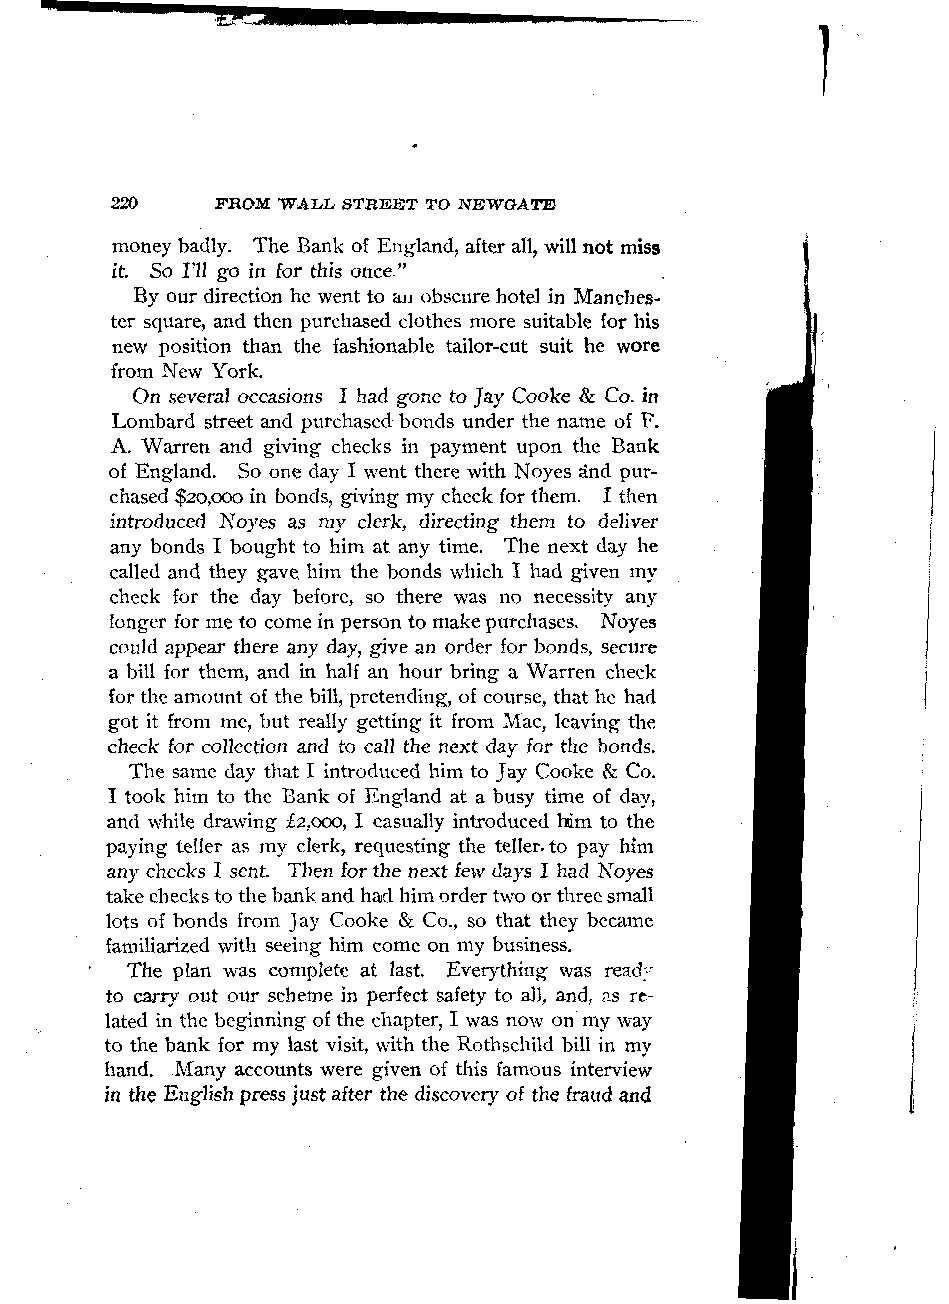 220 FROM WALL STREET TO NEWGATE
money badly. The Bank of England, after all, will not miss
it. So I'll go in for this once."
By our direction he went to an obscure hotel in Manches-
ter square, and then purchased clothes more suitable for his
new position than the fashionable tailor-cut suit he wore
from New York.
On several occasions I had gone to Jay Cooke & Co. in
Lombard street and purchased bonds under the name of F.
A. Warren and giving checks in payment upon the Bank
of England. So one day I went there with Noyes and pur-
chased $20,000 in bonds, giving my check for them. I then
introduced Noyes as my clerk, directing them to deliver
any bonds I bought to him at any time. The next day he
called and they gave him the bonds which I had given my
check for the day before, so there was no necessity any
longer for me to come in person to make purchases. Noyes
could appear there any day, give an order for bonds, secure
a bill for them, and in half an hour bring a Warren check
for the amount of the bill, pretending, of course, that he had
got it from me, but really getting it from Mac, leaving the
check for collection and to call the next day for the bonds.
The same day that I introduced him to Jay Cooke & Co.
I took him to the Bank of England at a busy time of day,
and while drawing £2,000, I casually introduced him to the
paying teller as my clerk, requesting the teller to pay him
any checks I sent. Then for the next few days I had Noyes
take checks to the bank and had him order two or three small
lots of bonds from Jay Cooke & Co., so that they became
familiarized with seeing him come on my business.
The plan was complete at last. Everything was ready
to carry out our scheme in perfect safety to all, and, as re-
lated in the beginning of the chapter, I was now on my way
to the bank for my last visit, with the Rothschild bill in my
hand. Many accounts were given of this famous interview
in the English press just after the discovery of the fraud and